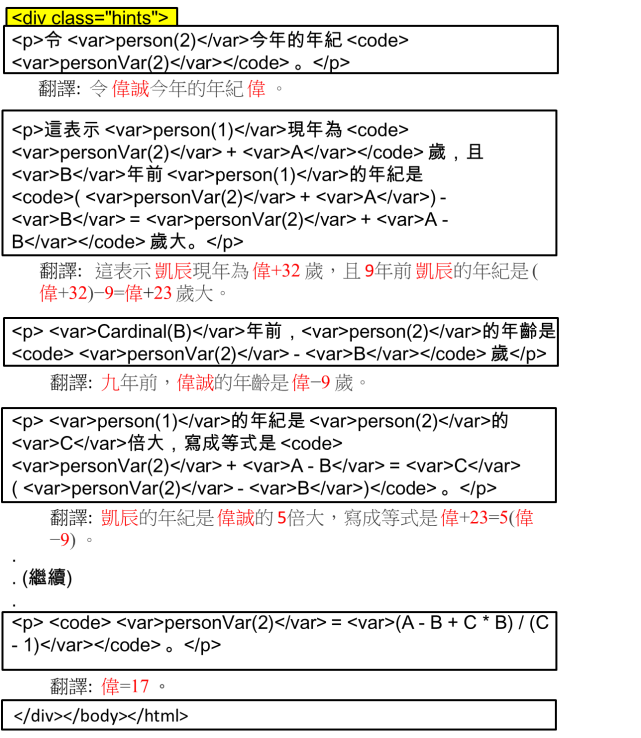 <div class="hints">
<p>令 <var>person(2)</var>今年的年紀 <code>
<var>personVar(2)</var></code> 。</p>
翻譯: 令 偉誠今年的年紀 偉 。
<p>這表示 <var>person(1)</var>現年為 <code>
<var>personVar(2)</var> + <var>A</var></code> 歲，且
<var>B</var>年前 <var>person(1)</var>的年紀是
<code>( <var>personVar(2)</var> + <var>A</var>) -
<var>B</var> = <var>personVar(2)</var> + <var>A -
B</var></code> 歲大。</p>
翻譯: 這表示 凱辰現年為 偉+32 歲，且 9年前 凱辰的年紀是 (
偉+32)−9=偉+23 歲大。
<p> <var>Cardinal(B)</var>年前，<var>person(2)</var>的年齡是
<code> <var>personVar(2)</var> - <var>B</var></code> 歲</p>
翻譯: 九年前，偉誠的年齡是 偉−9 歲。
<p> <var>person(1)</var>的年紀是 <var>person(2)</var>的
<var>C</var>倍大，寫成等式是 <code>
<var>personVar(2)</var> + <var>A - B</var> = <var>C</var>
( <var>personVar(2)</var> - <var>B</var>)</code> 。</p>
翻譯: 凱辰的年紀是 偉誠的 5倍大，寫成等式是 偉+23=5(偉
−9) 。
.
. (繼續)
.
<p> <code> <var>personVar(2)</var> = <var>(A - B + C * B) / (C
- 1)</var></code> 。</p>
翻譯: 偉=17 。
</div></body></html>